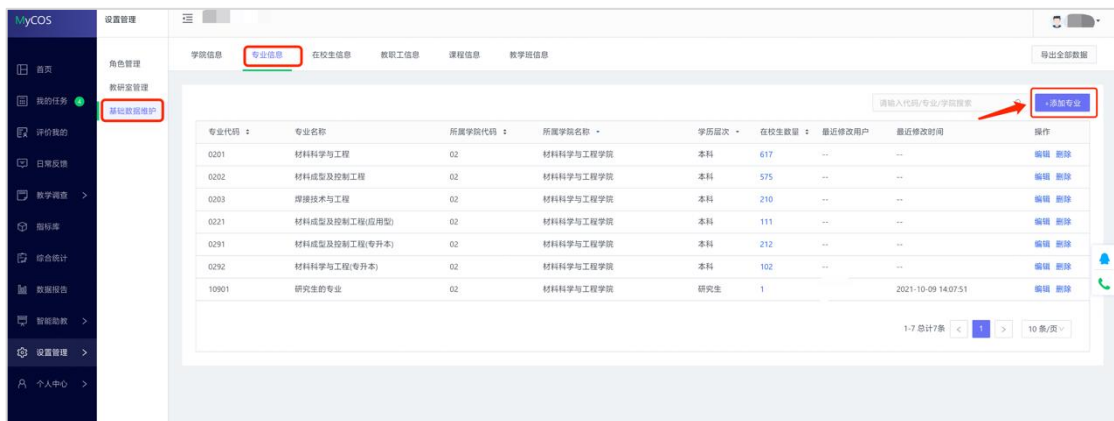 MyCOS
设置管理
首页
我的任务 4
评价我的
日常反馈
教学调查 >
指标库
综合统计
数据报告
智能助教 >
设置管理 >
个人中心 >
角色管理
教研室管理
基础数据维护
学院信息 专业信息 在校生信息 教职工信息 课程信息 教学班信息 导出全部数据
请输入代码/专业/学院搜索 +添加专业
专业代码 专业名称 所属学院代码 所属学院名称 学历层次 在校生数量 最近修改用户 最近修改时间 操作
0201 材料科学与工程 02 材料科学与工程学院 本科 617 -- -- 编辑 删除
0202 材料成型及控制工程 02 材料科学与工程学院 本科 575 -- -- 编辑 删除
0203 焊接技术与工程 02 材料科学与工程学院 本科 210 -- -- 编辑 删除
0221 材料成型及控制工程(应用型) 02 材料科学与工程学院 本科 111 -- -- 编辑 删除
0291 材料成型及控制工程(专升本) 02 材料科学与工程学院 本科 212 -- -- 编辑 删除
0292 材料科学与工程(专升本) 02 材料科学与工程学院 本科 102 -- -- 编辑 删除
10901 研究生的专业 02 材料科学与工程学院 研究生 1 2021-10-09 14:07:51 编辑 删除
1-7 总计7条 < 1 > 10 条/页